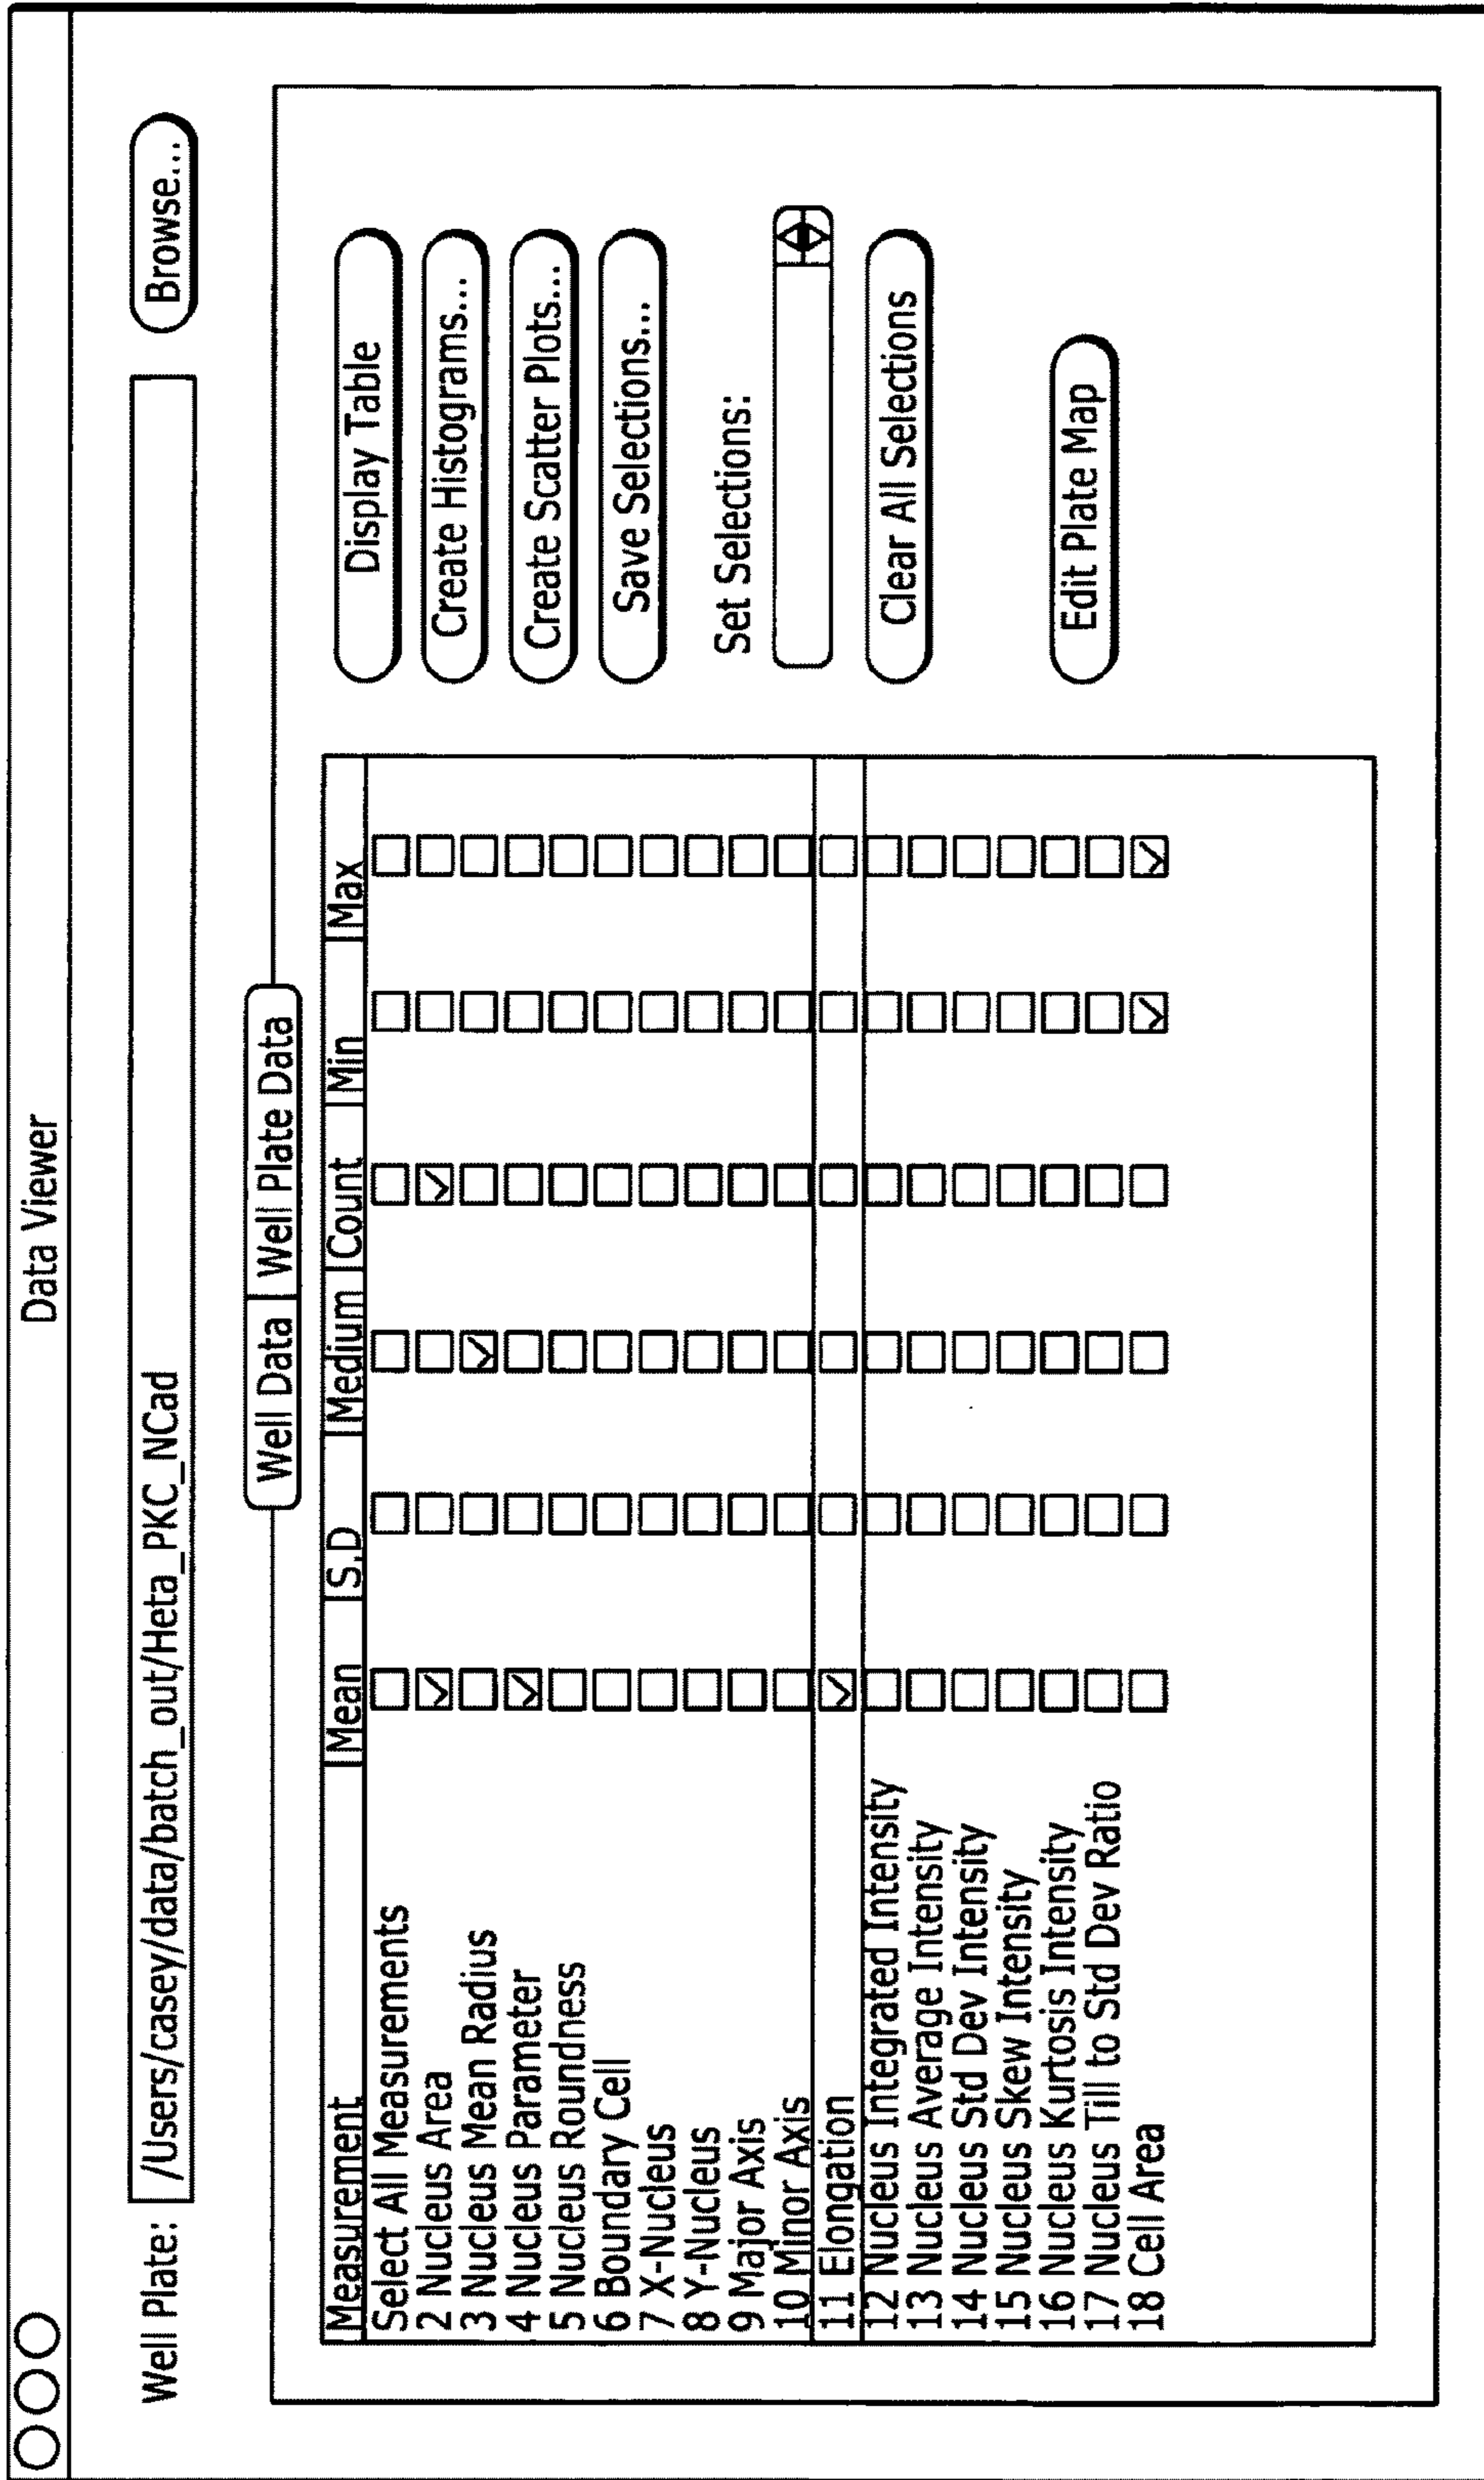 Data Viewer
Well Plate: /Users/casey/data/batch_out/Heta_PKC_NCad Browse...
Well Data Well Plate Data
Measurement Mean S.D Medium Count Min Max
Select All Measurements
2 Nucleus Area
3 Nucleus Mean Radius
4 Nucleus Parameter
5 Nucleus Roundness
6 Boundary Cell
7 X-Nucleus
8 Y-Nucleus
9 Major Axis
10 Minor Axis
11 Elongation
12 Nucleus Integrated Intensity
13 Nucleus Average Intensity
14 Nucleus Std Dev Intensity
15 Nucleus Skew Intensity
16 Nucleus Kurtosis Intensity
17 Nucleus Till to Std Dev Ratio
18 Cell Area
Display Table
Create Histograms...
Create Scatter Plots...
Save Selections...
Set Selections:
Clear All Selections
Edit Plate Map